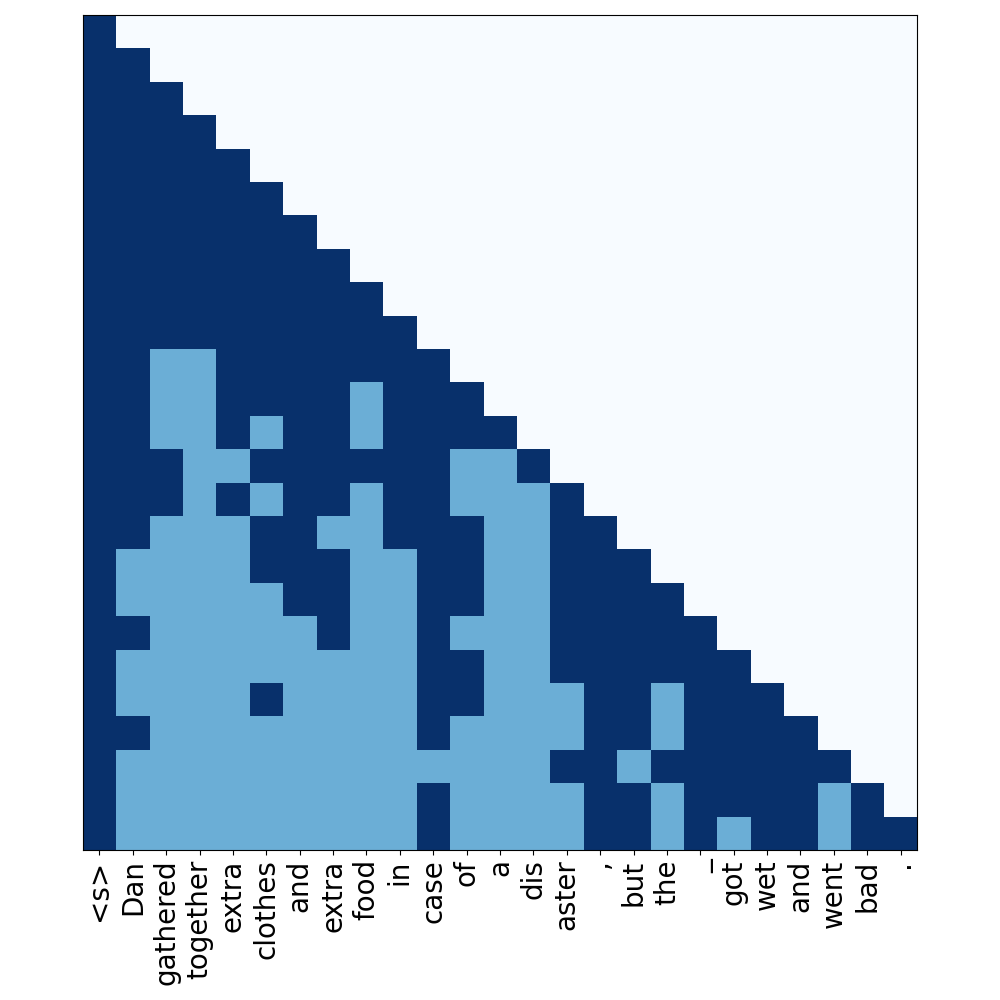 <s> Dan gathered together extra clothes and extra food in case of a dis aster , but the _ got wet and went bad .